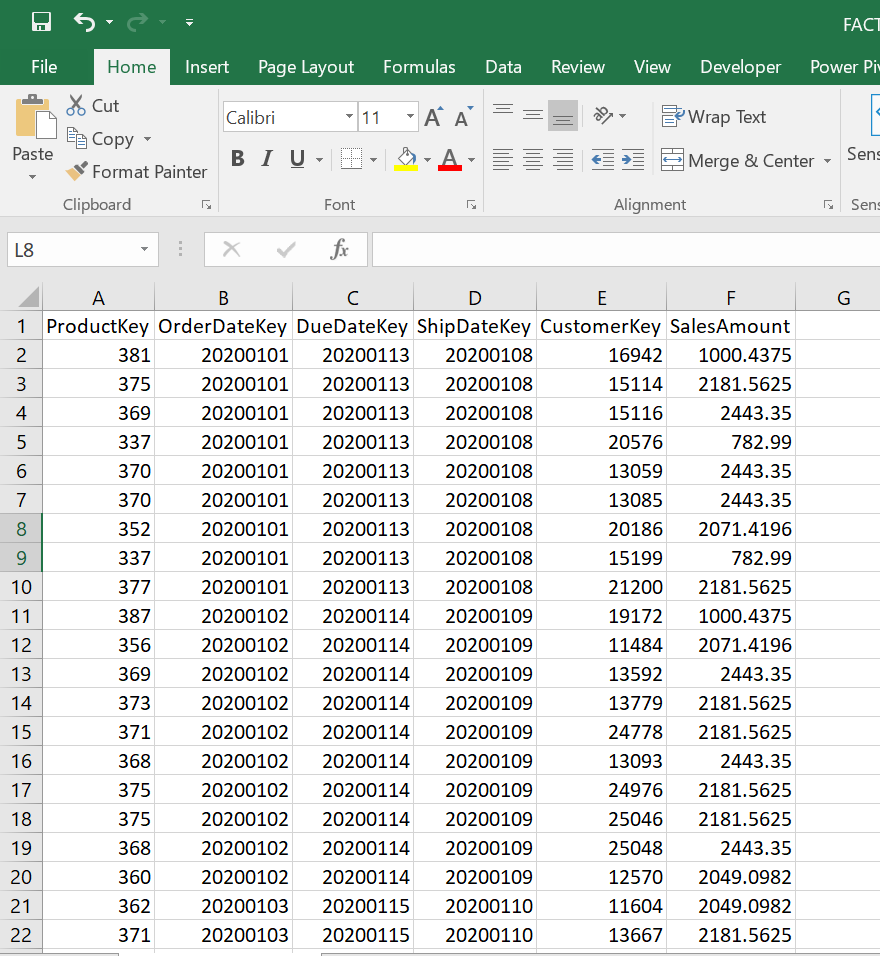 FACT
File Home Insert Page Layout Formulas Data Review View Developer Power Piv
Cut
Calibri 11 A A Wrap Text
Copy
Paste B I U A Merge & Center Sens
Format Painter
Clipboard Font Alignment Sens
L8 fx
A B C D E F G
1 ProductKey OrderDateKey DueDateKey ShipDateKey CustomerKey SalesAmount
2 381 20200101 20200113 20200108 16942 1000.4375
3 375 20200101 20200113 20200108 15114 2181.5625
4 369 20200101 20200113 20200108 15116 2443.35
5 337 20200101 20200113 20200108 20576 782.99
6 370 20200101 20200113 20200108 13059 2443.35
7 370 20200101 20200113 20200108 13085 2443.35
8 352 20200101 20200113 20200108 20186 2071.4196
9 337 20200101 20200113 20200108 15199 782.99
10 377 20200101 20200113 20200108 21200 2181.5625
11 387 20200102 20200114 20200109 19172 1000.4375
12 356 20200102 20200114 20200109 11484 2071.4196
13 369 20200102 20200114 20200109 13592 2443.35
14 373 20200102 20200114 20200109 13779 2181.5625
15 371 20200102 20200114 20200109 24778 2181.5625
16 368 20200102 20200114 20200109 13093 2443.35
17 375 20200102 20200114 20200109 24976 2181.5625
18 375 20200102 20200114 20200109 25046 2181.5625
19 368 20200102 20200114 20200109 25048 2443.35
20 360 20200102 20200114 20200109 12570 2049.0982
21 362 20200103 20200115 20200110 11604 2049.0982
22 371 20200103 20200115 20200110 13667 2181.5625